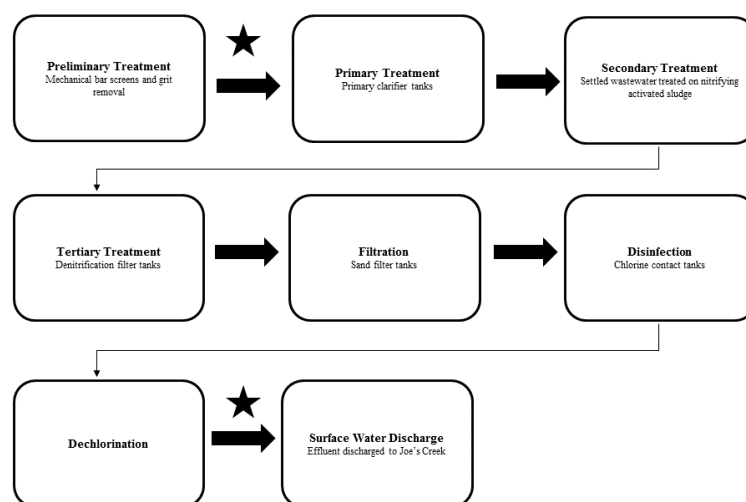 Preliminary Treatment
Mechanical bar screens and grit
removal
Primary Treatment
Primary clarifier tanks
Secondary Treatment
Settled wastewater treated on nitrifying
activated sludge
Tertiary Treatment
Denitrification filter tanks
Filtration
Sand filter tanks
Disinfection
Chlorine contact tanks
Dechlorination
Surface Water Discharge
Effluent discharged to Joe's Creek